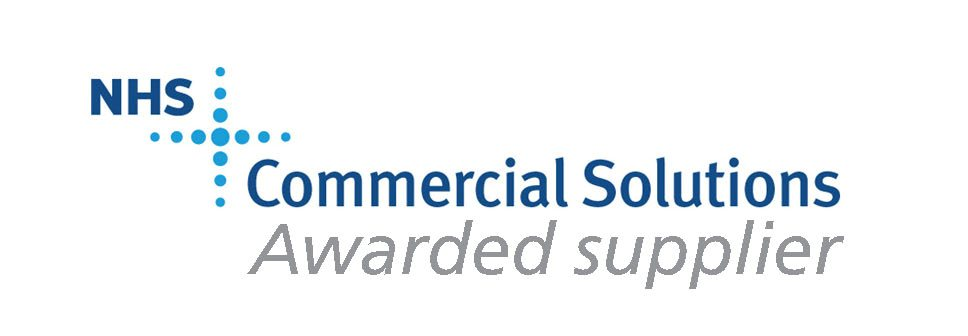 NHS
Commercial Solutions
Awarded supplier